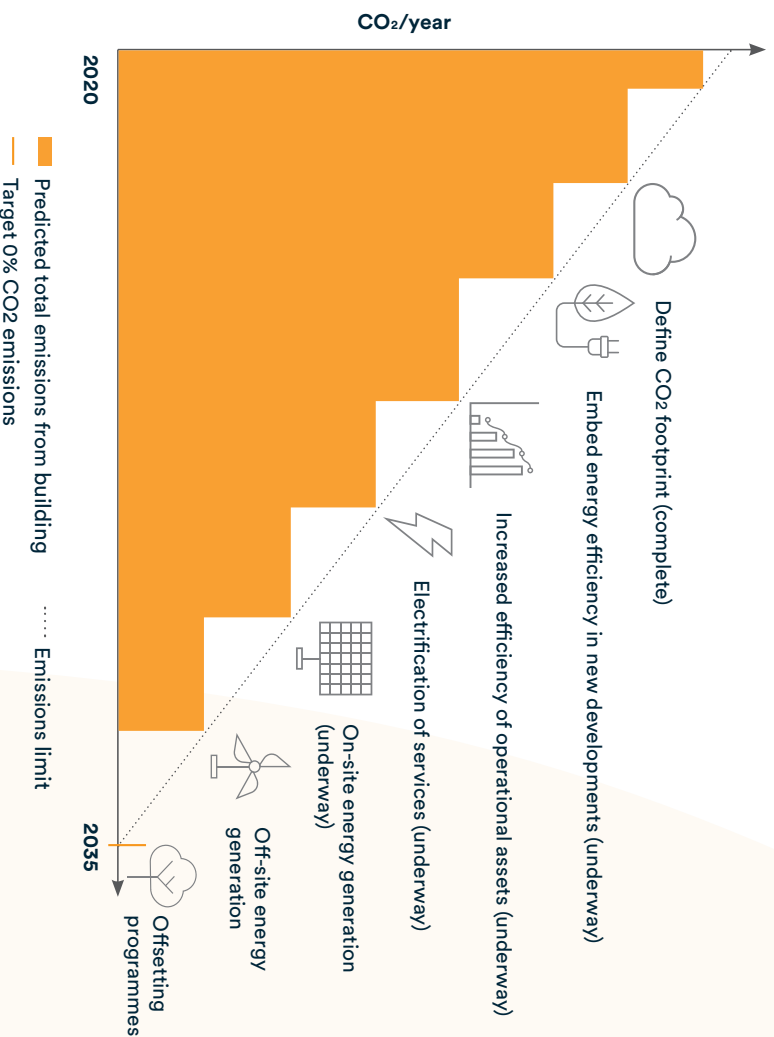 CO₂/year
Define CO₂ footprint (complete)
Embed energy efficiency in new developments (underway)
Increased efficiency of operational assets (underway)
Electrification of services (underway)
On-site energy generation
(underway)
Off-site energy
generation
Offsetting
programmes
2020
2035
Predicted total emissions from building
Emissions limit
Target 0% CO2 emissions